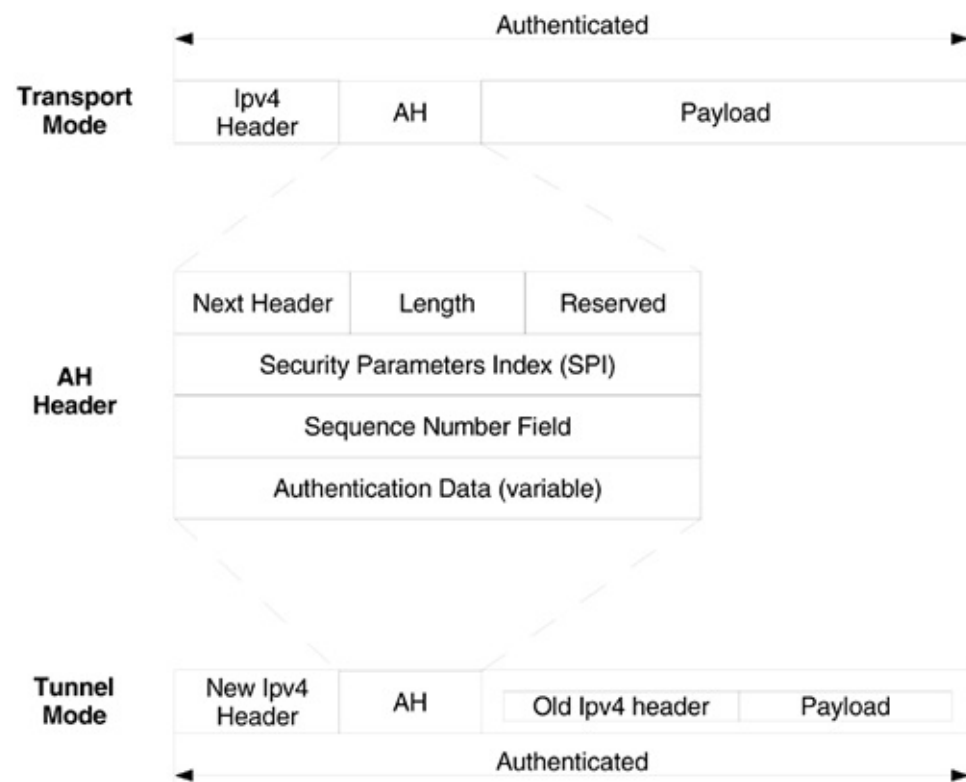 Authenticated
Transport
Mode
Ipv4
Header
AH
Payload
Next Header
Length
Reserved
AH
Header
Security Parameters Index (SPI)
Sequence Number Field
Authentication Data (variable)
Tunnel
Mode
New Ipv4
Header
AH
Old Ipv4 header
Payload
Authenticated